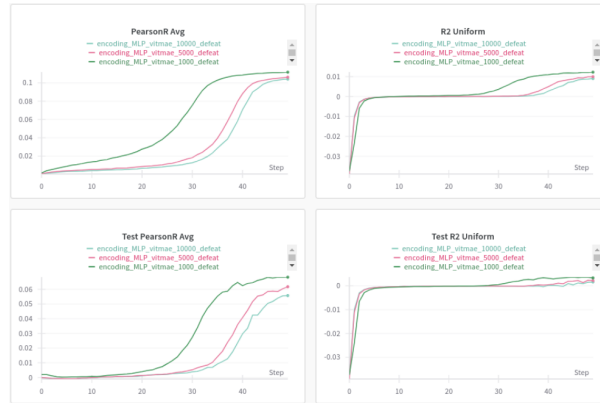 PearsonR Avg
encoding_MLP_vitmae_10000_defeat
encoding_MLP_vitmae_5000_defeat
encoding_MLP_vitmae_1000_defeat
0.1
0.08
0.06
0.04
0.02
Step
0 10 20 30 40
R2 Uniform
encoding_MLP_vitmae_10000_defeat
encoding_MLP_vitmae_5000_defeat
encoding_MLP_vitmae_1000_defeat
0.01
0
-0.01
-0.02
-0.03
Step
0 10 20 30 40
Test PearsonR Avg
encoding_MLP_vitmae_10000_defeat
encoding_MLP_vitmae_5000_defeat
encoding_MLP_vitmae_1000_defeat
0.06
0.05
0.04
0.03
0.02
0.01
0
Step
0 10 20 30 40
Test R2 Uniform
encoding_MLP_vitmae_10000_defeat
encoding_MLP_vitmae_5000_defeat
encoding_MLP_vitmae_1000_defeat
0
-0.01
-0.02
-0.03
Step
0 10 20 30 40